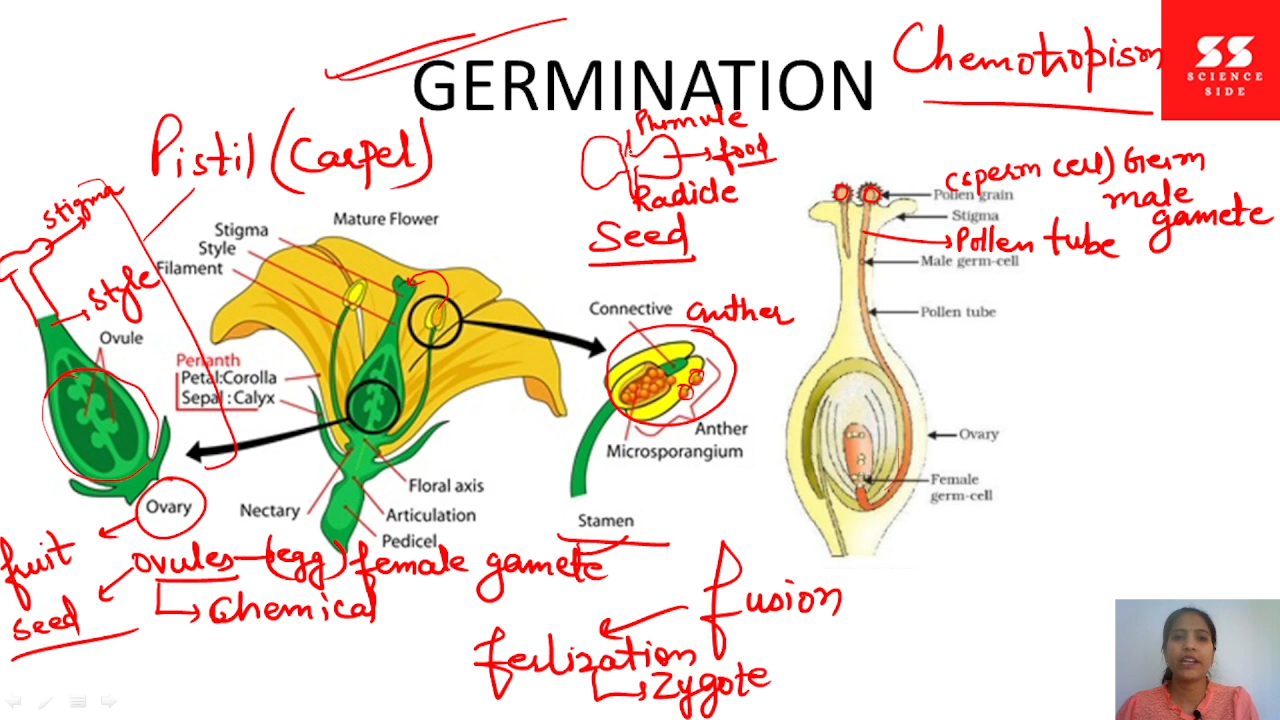 GERMINATION
Chemotropism
SS
SCIENCE
SIDE
Pistil (Carpel)
Plumule
food
Radicle
Seed
Stigma
Style
Ovule
Ovary
Mature Flower
Stigma
Style
Filament
Perianth
Petal:Corolla
Sepal :Calyx
Nectary
Floral axis
Articulation
Pedicel
Connective
anther
Anther
Microsporangium
Stamen
(sperm cell) Germ
male
gamete
Pollen grain
Stigma
Pollen tube
Male germ-cell
Pollen tube
Ovary
Female
germ-cell
fruit
ovules (egg) female gamete
seed
Chemical
fusion
ferlization
Zygote